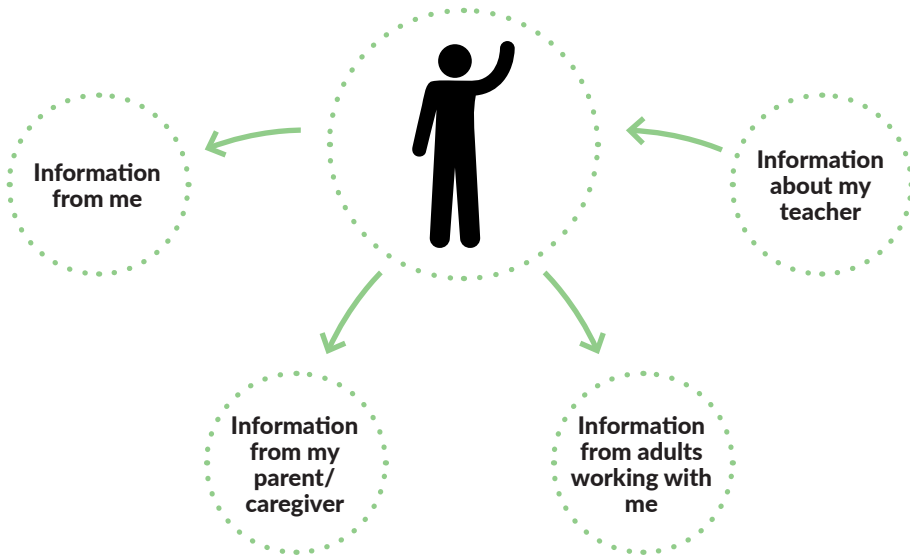 Information
from me
Information
about my
teacher
Information
from my
parent/
caregiver
Information
from adults
working with
me